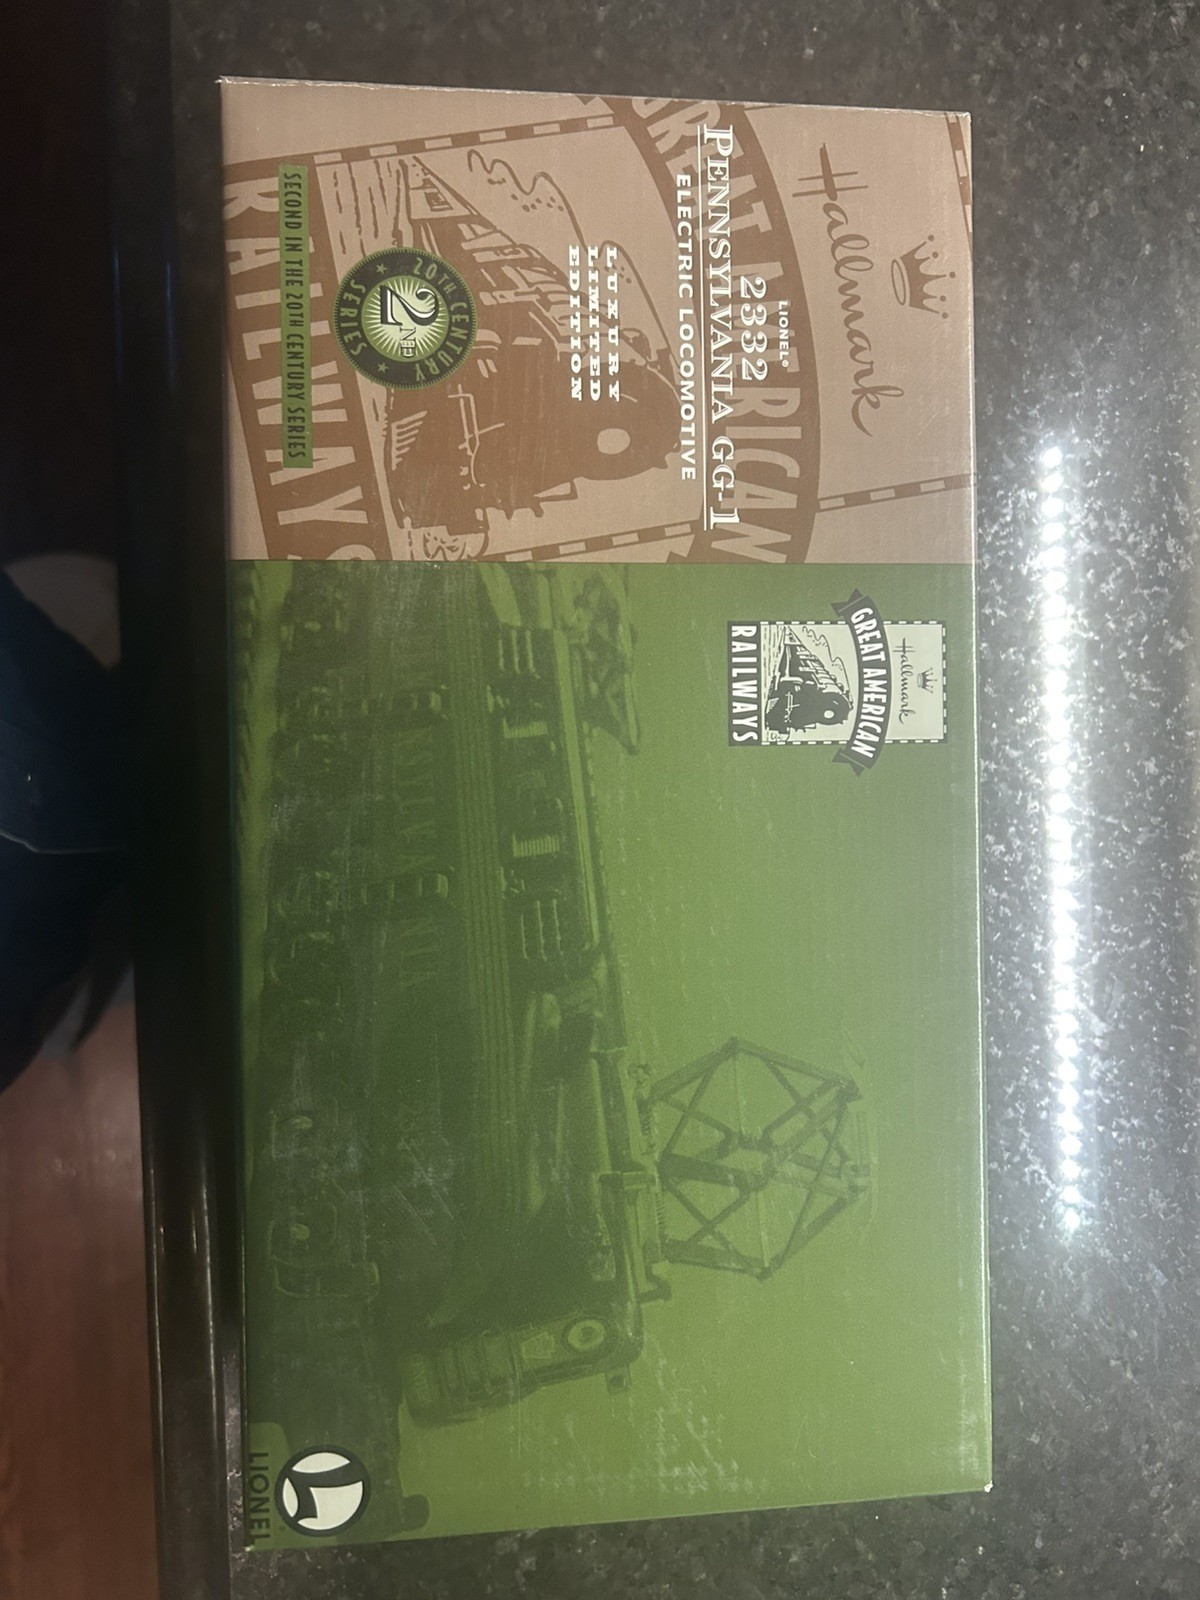 Hallmark
GREAT AMERICAN
RAILWAYS
LIONEL®
2332
PENNSYLVANIA GG-1
ELECTRIC LOCOMOTIVE
LUXURY
LIMITED
EDITION
20TH CENTURY
2ND
SERIES
SECOND IN THE 20TH CENTURY SERIES
Hallmark
GREAT AMERICAN
RAILWAYS
L
LIONEL